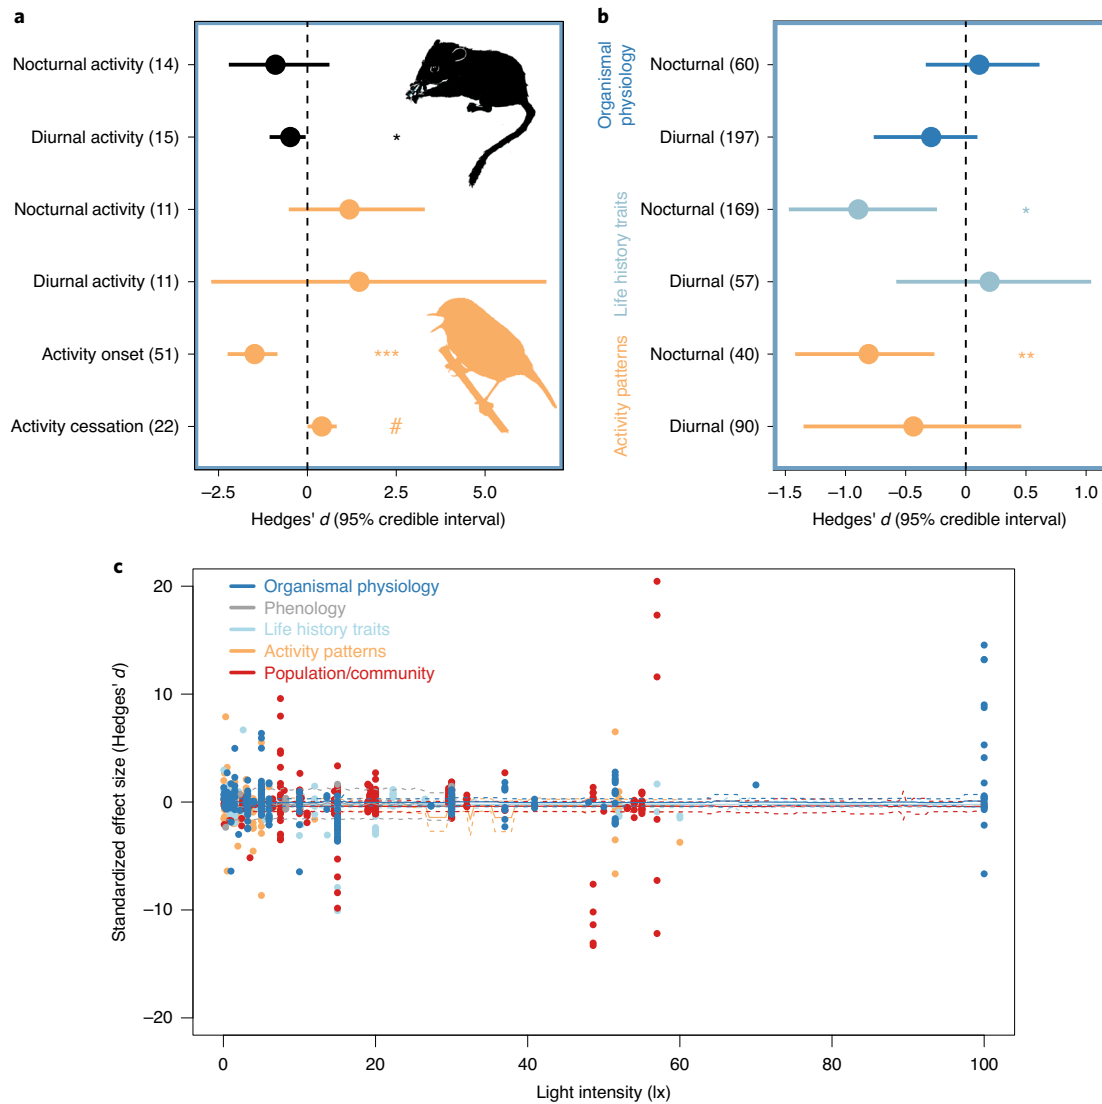 a
Nocturnal activity (14)
Diurnal activity (15)
*
Nocturnal activity (11)
Diurnal activity (11)
Activity onset (51)
***
Activity cessation (22)
#
−2.5 0 2.5 5.0
Hedges' d (95% credible interval)
b
Organismal
physiology
Life history traits
Activity patterns
Nocturnal (60)
Diurnal (197)
Nocturnal (169)
*
Diurnal (57)
Nocturnal (40)
**
Diurnal (90)
−1.5 −1.0 −0.5 0 0.5 1.0
Hedges' d (95% credible interval)
c
Organismal physiology
Phenology
Life history traits
Activity patterns
Population/community
Standardized effect size (Hedges' d)
20
10
0
−10
−20
0 20 40 60 80 100
Light intensity (lx)